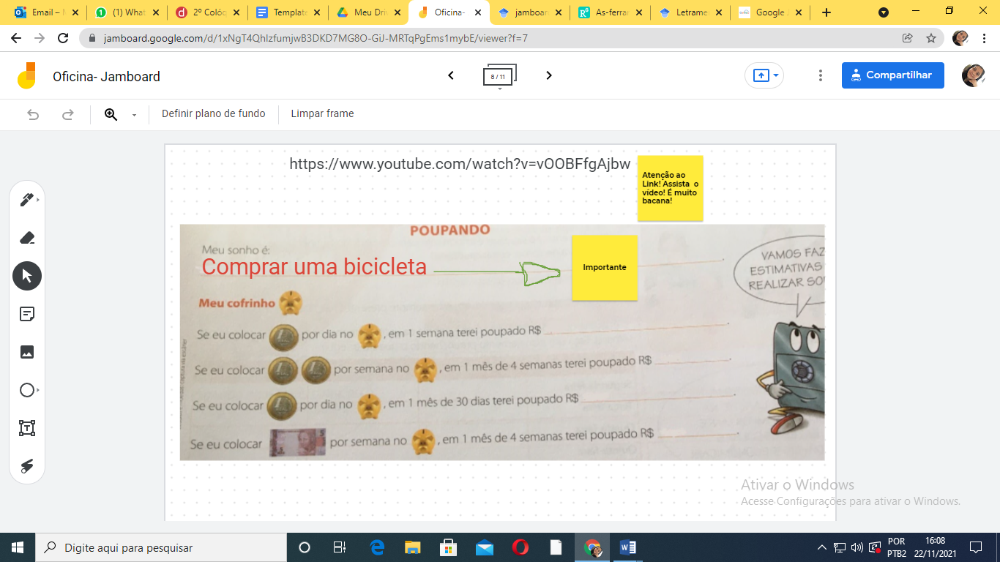 Email –
(1) What
2º Colóq
Template
Meu Driv
Oficina-
jamboar
As-ferrar
Letrame
Google
jamboard.google.com/d/1xNgT4QhlzfumjwB3DKD7MG8O-GiJ-MRTqPgEms1mybE/viewer?f=7
Oficina- Jamboard
8 / 11
Compartilhar
Definir plano de fundo
Limpar frame
https://www.youtube.com/watch?v=vOOBFfgAjbw
Atenção ao
Link! Assista o
vídeo! É muito
bacana!
POUPANDO
Meu sonho é:
Comprar uma bicicleta
Importante
VAMOS FAZ
ESTIMATIVAS
REALIZAR SO
Meu cofrinho
Se eu colocar por dia no , em 1 semana terei poupado R$
Se eu colocar por semana no , em 1 mês de 4 semanas terei poupado R$
Se eu colocar por dia no , em 1 mês de 30 dias terei poupado R$
Se eu colocar por semana no , em 1 mês de 4 semanas terei poupado R$
Ativar o Windows
Acesse Configurações para ativar o Windows.
Digite aqui para pesquisar
POR
PTB2
16:08
22/11/2021